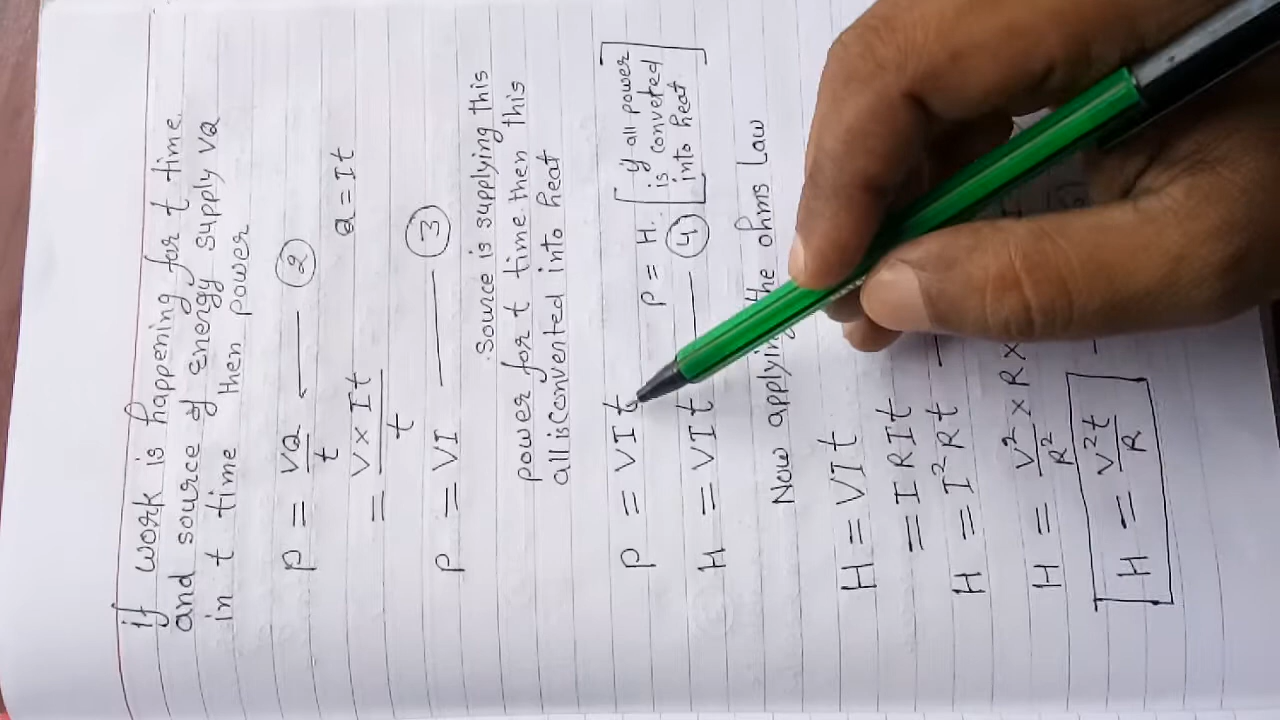 if work is happening for t time
and source of energy supply VQ
in t time then power
P = VQ/t — 2
= V × It/t Q = It
P = VI — 3
Source is supplying this
power for t time then this
all is convented into heat
P = VIt P = H. [if all power
is conveted
into heat]
H = VIt — 4
Now applying the ohms Law
H = VIt
= I R I t
H = I²Rt —
H = V²/R² × R ×
H = V²t/R —